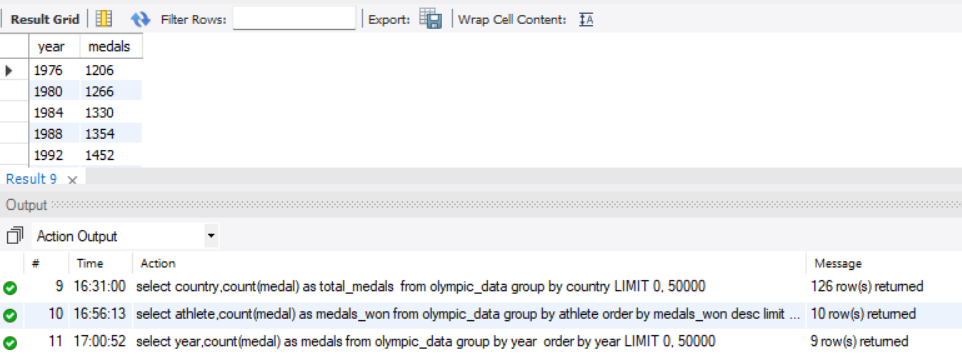 Result Grid Filter Rows: Export: Wrap Cell Content: IA
year medals
1976 1206
1980 1266
1984 1330
1988 1354
1992 1452
Result 9 ×
Output
Action Output
# Time Action Message
9 16:31:00 select country,count(medal) as total_medals from olympic_data group by country LIMIT 0, 50000 126 row(s) returned
10 16:56:13 select athlete,count(medal) as medals_won from olympic_data group by athlete order by medals_won desc limit ... 10 row(s) returned
11 17:00:52 select year,count(medal) as medals from olympic_data group by year order by year LIMIT 0, 50000 9 row(s) returned